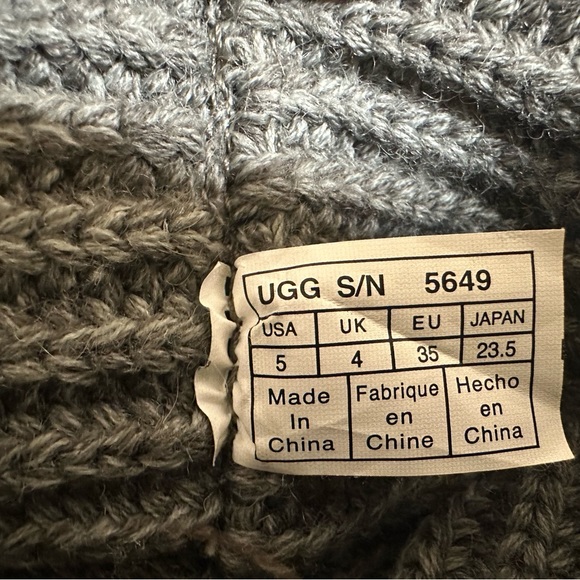 UGG S/N 5649
USA UK EU JAPAN
5 4 35 23.5
Made Fabrique Hecho
In en en
China Chine China